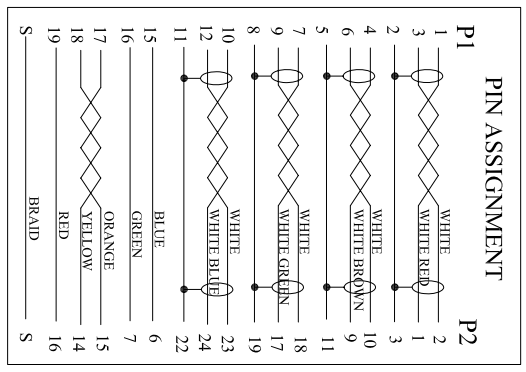 PIN ASSIGNMENT
P1 P2
1 WHITE 2
3 WHITE RED 1
2 3
4 WHITE 10
6 WHITE BROWN 9
5 11
7 WHITE 18
9 WHITE GREEN 17
8 19
10 WHITE 23
12 WHITE BLUE 24
11 22
15 BLUE 6
16 GREEN 7
17 ORANGE 15
18 YELLOW 14
19 RED 16
S BRAID S